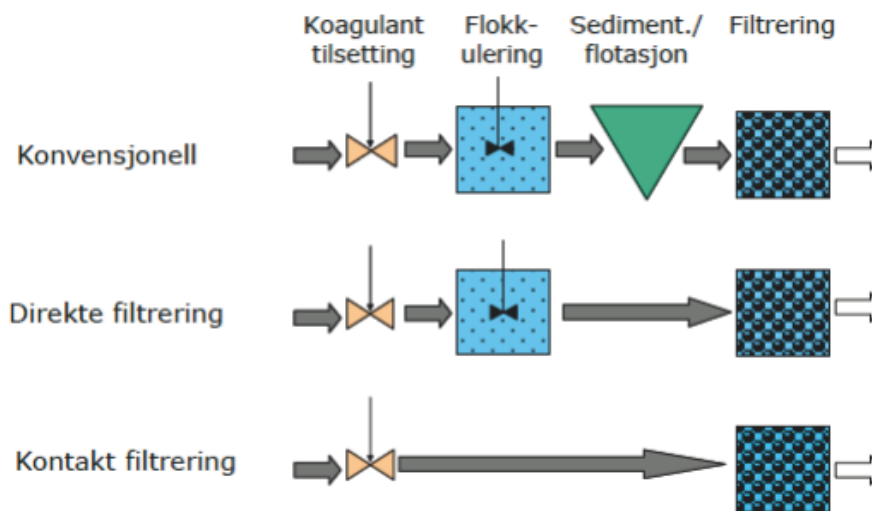 Koagulant
tilsetting
Flokk-
ulering
Sediment./
flotasjon
Filtrering
Konvensjonell
Direkte filtrering
Kontakt filtrering